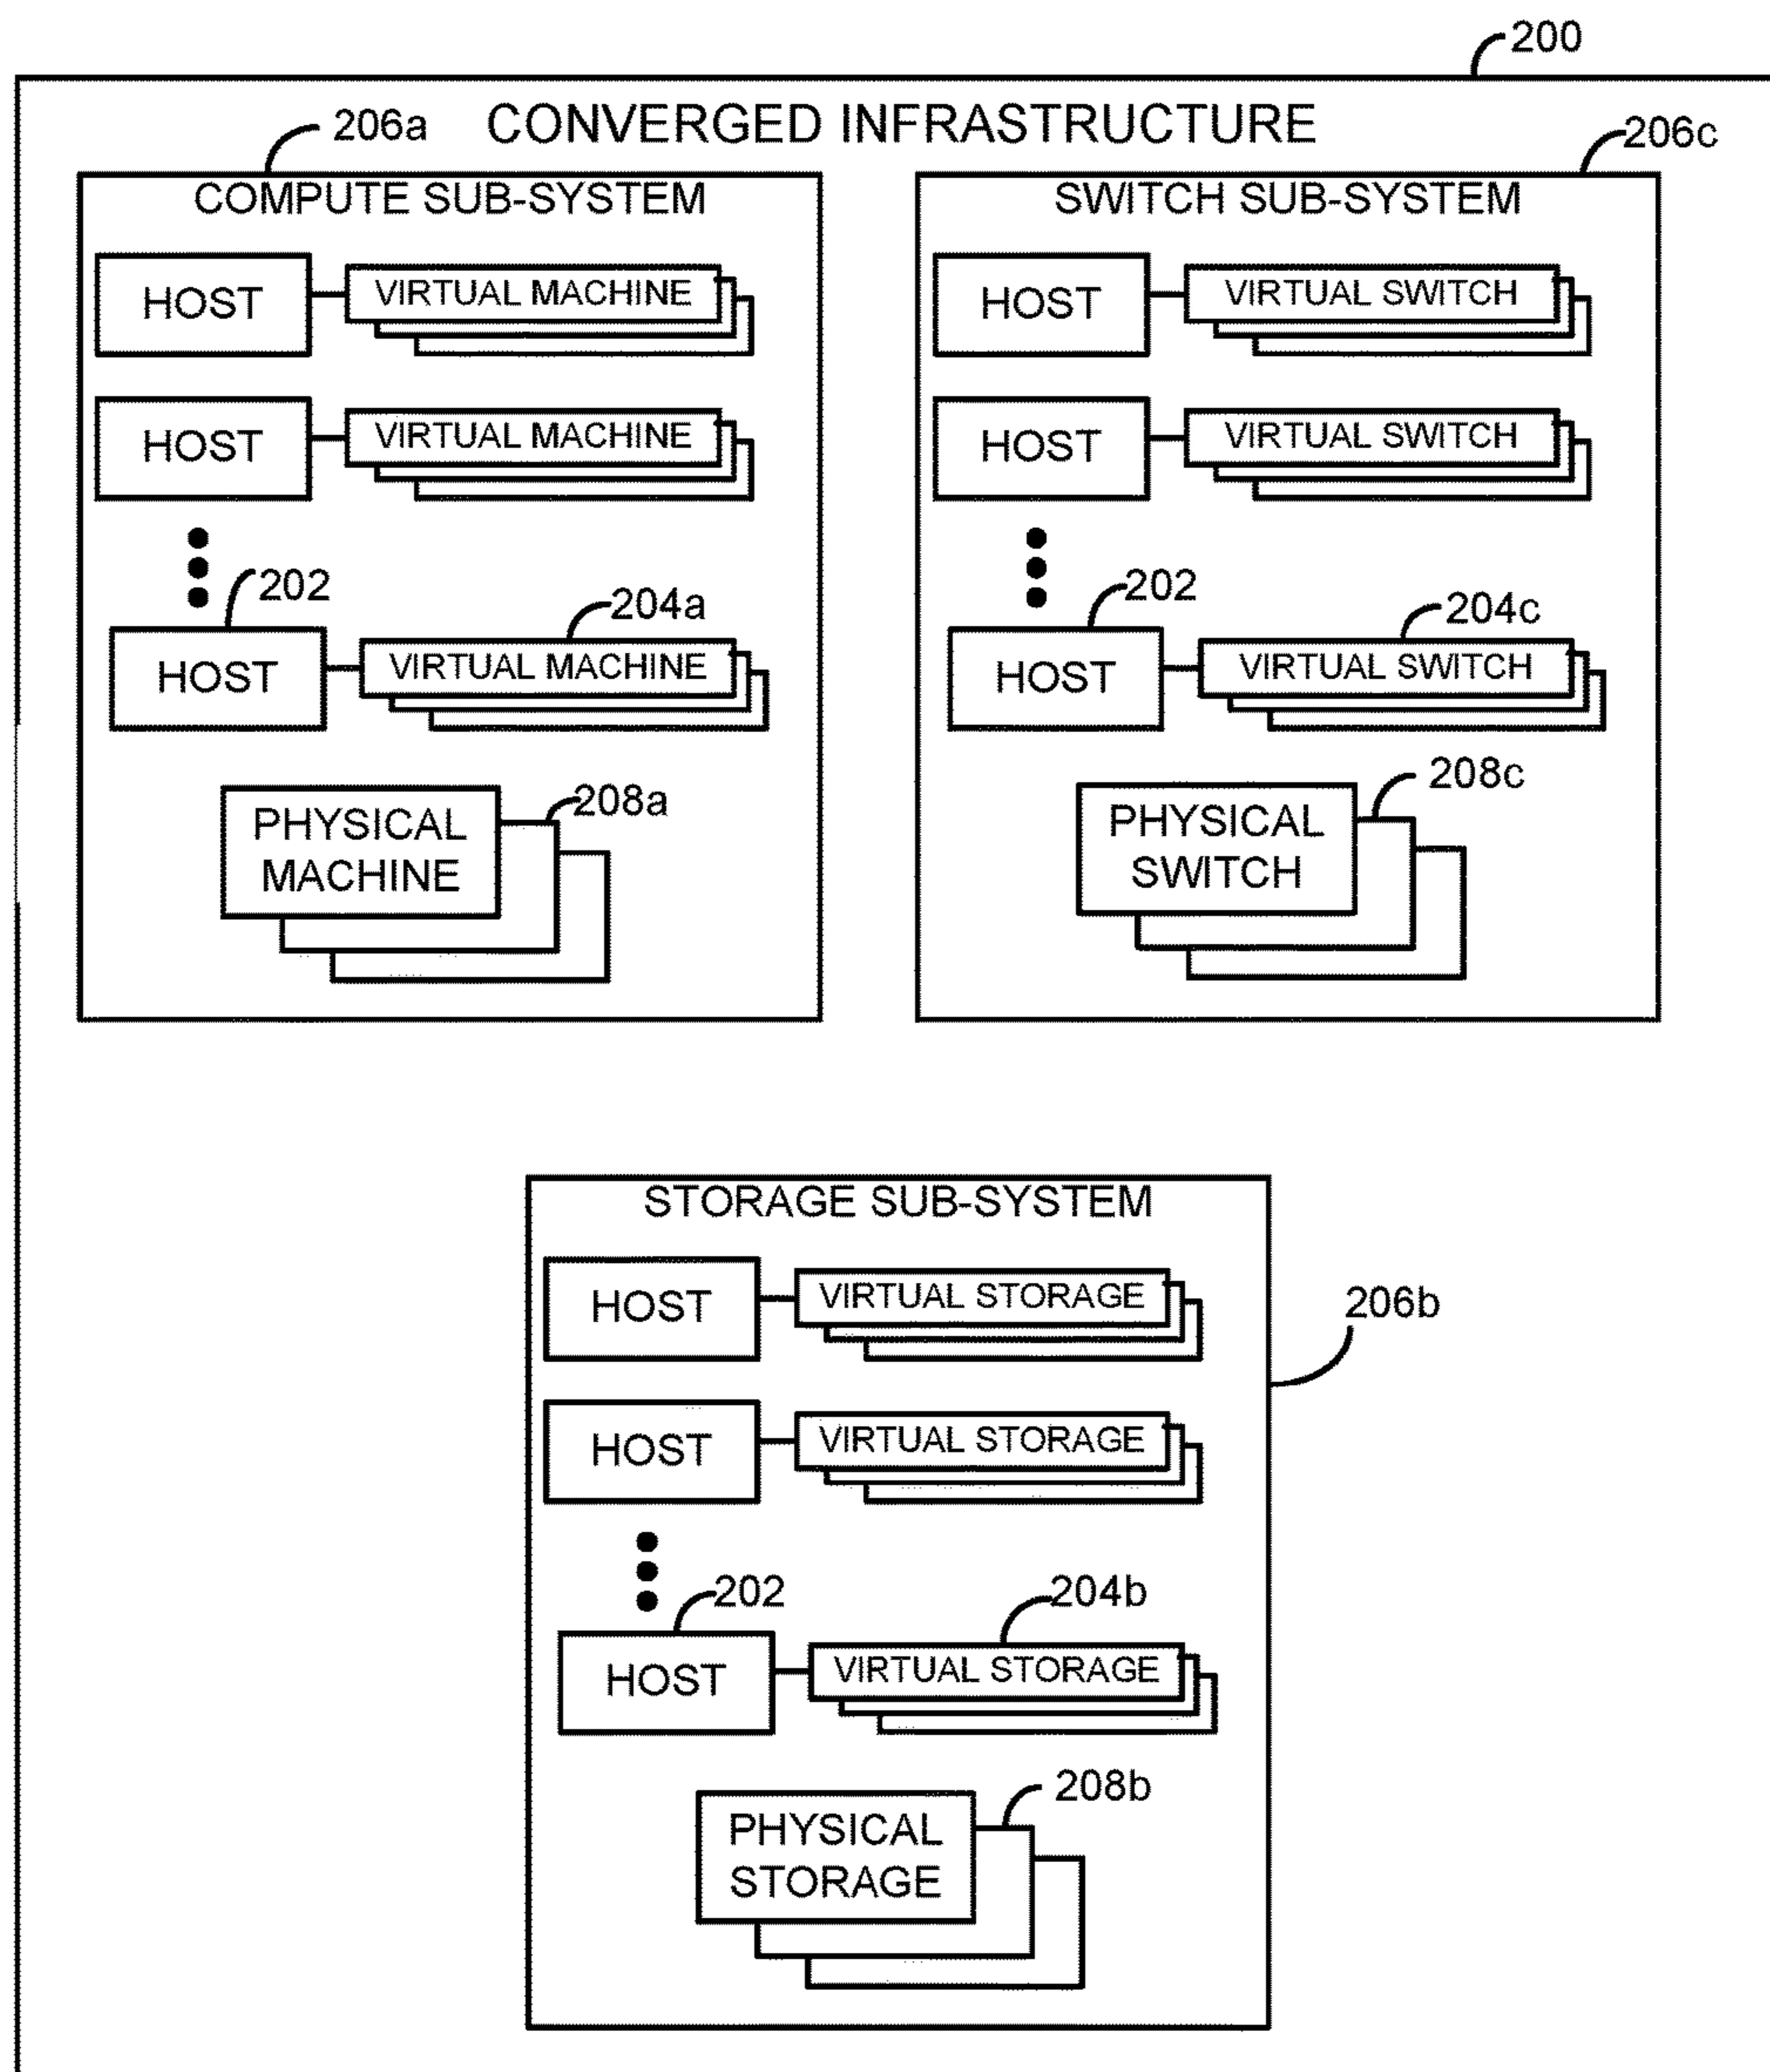 200
CONVERGED INFRASTRUCTURE
206a
COMPUTE SUB-SYSTEM
HOST
VIRTUAL MACHINE
HOST
VIRTUAL MACHINE
202
204a
HOST
VIRTUAL MACHINE
208a
PHYSICAL
MACHINE
206c
SWITCH SUB-SYSTEM
HOST
VIRTUAL SWITCH
HOST
VIRTUAL SWITCH
202
204c
HOST
VIRTUAL SWITCH
208c
PHYSICAL
SWITCH
STORAGE SUB-SYSTEM
206b
HOST
VIRTUAL STORAGE
HOST
VIRTUAL STORAGE
202
204b
HOST
VIRTUAL STORAGE
208b
PHYSICAL
STORAGE